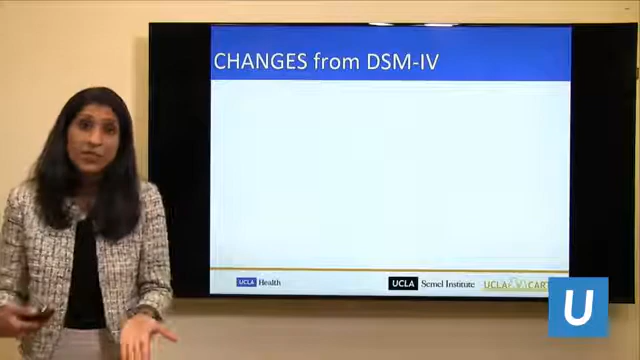 CHANGES from DSM-IV
UCLA Health
UCLA Semel Institute
UCLA CART
U